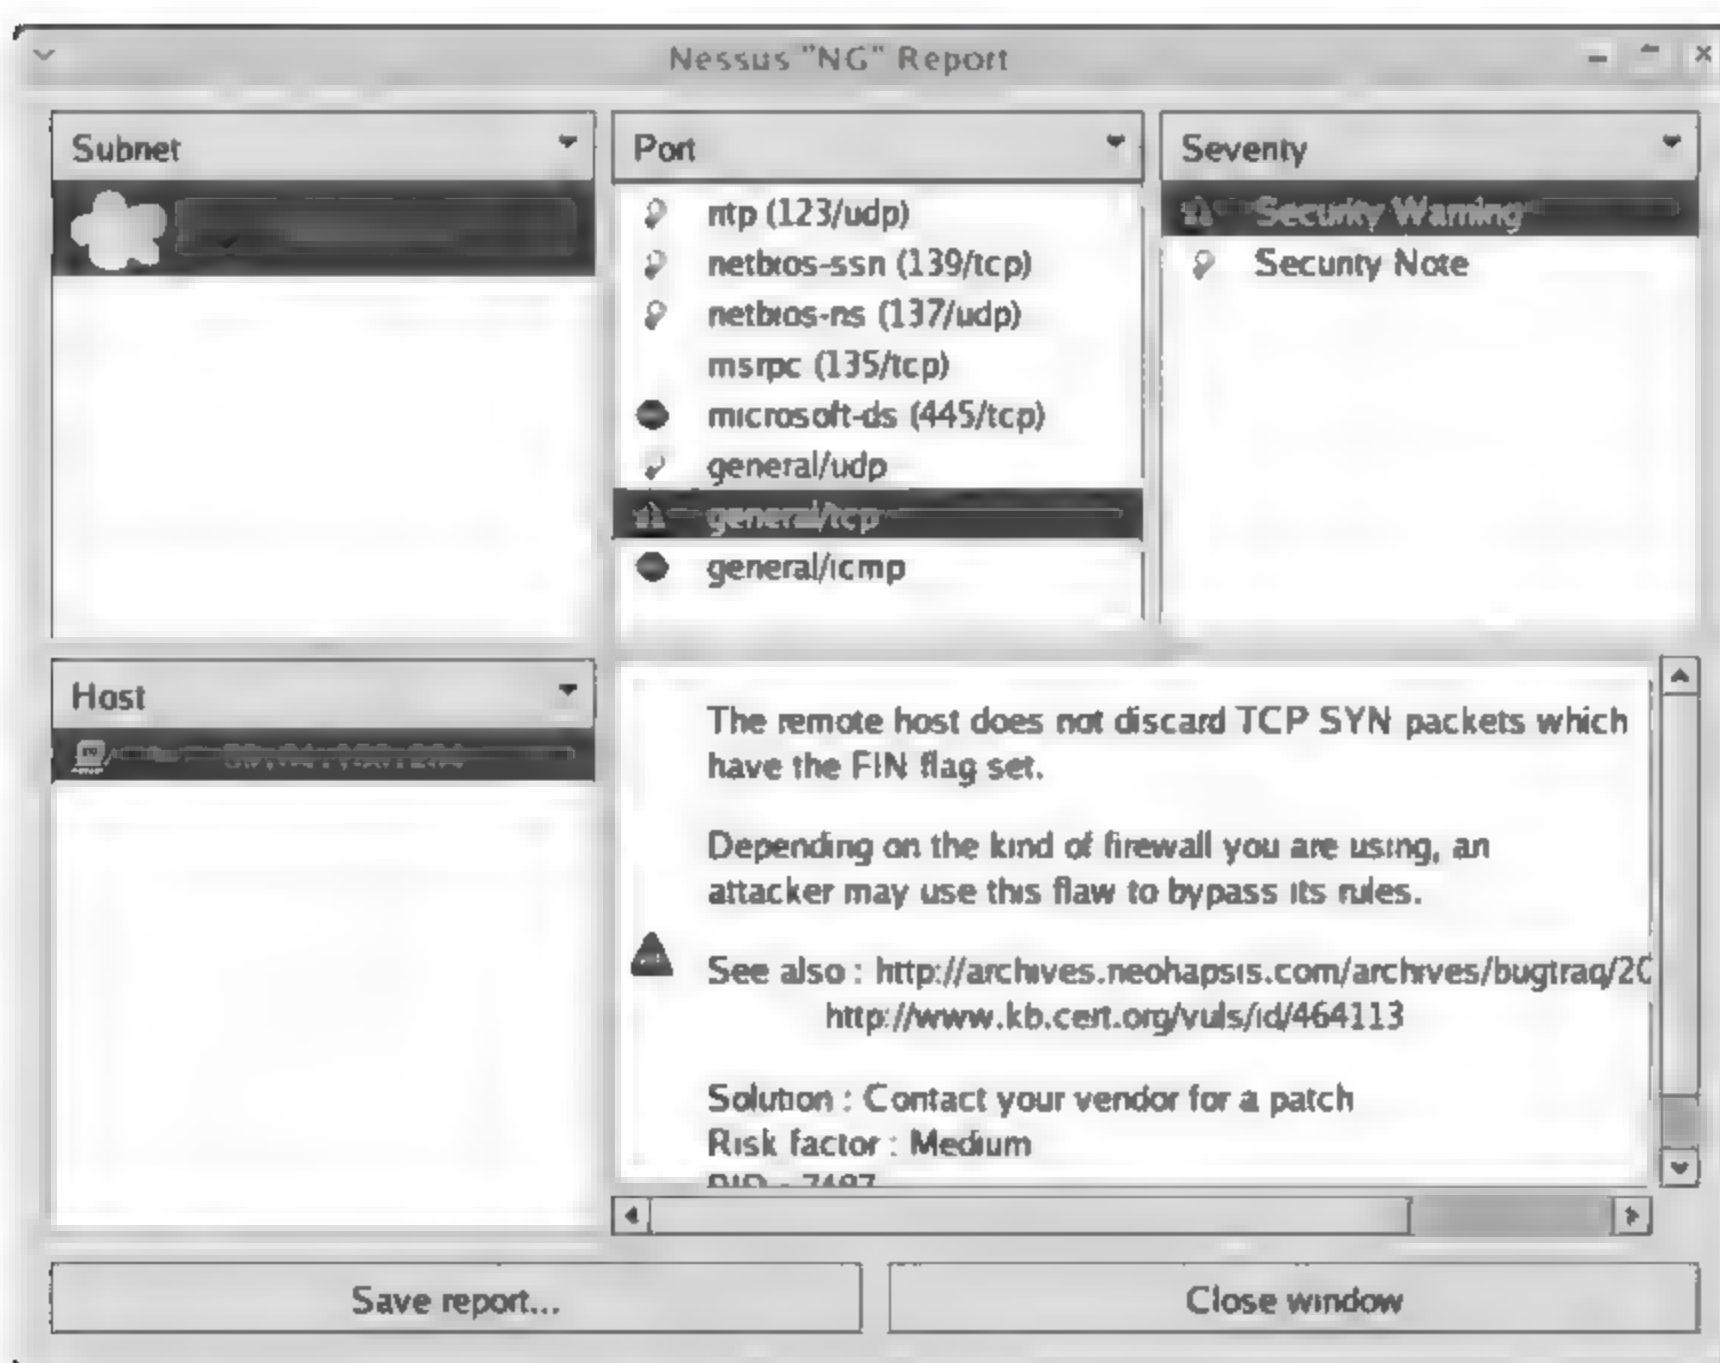 Nessus "NG" Report
Subnet
Port
ntp (123/udp)
netbios-ssn (139/tcp)
netbios-ns (137/udp)
msrpc (135/tcp)
microsoft-ds (445/tcp)
general/udp
general/tcp
general/icmp
Severity
Security Warning
Security Note
Host
The remote host does not discard TCP SYN packets which
have the FIN flag set.
Depending on the kind of firewall you are using, an
attacker may use this flaw to bypass its rules.
See also : http://archives.neohapsis.com/archives/bugtraq/20
http://www.kb.cert.org/vuls/id/464113
Solution : Contact your vendor for a patch
Risk factor : Medium
BID : 7487
Save report...
Close window